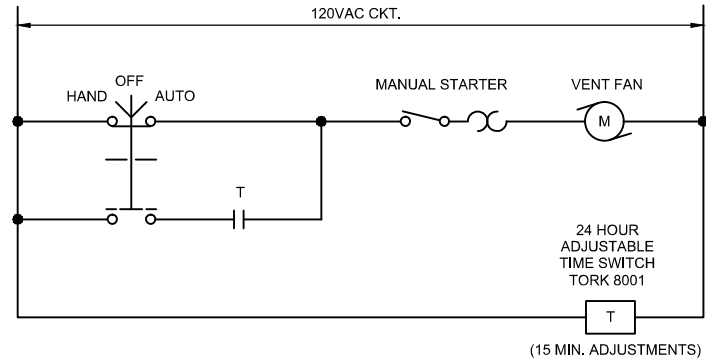 120VAC CKT.
OFF
HAND
AUTO
MANUAL STARTER
VENT FAN
M
T
24 HOUR
ADJUSTABLE
TIME SWITCH
TORK 8001
T
(15 MIN. ADJUSTMENTS)